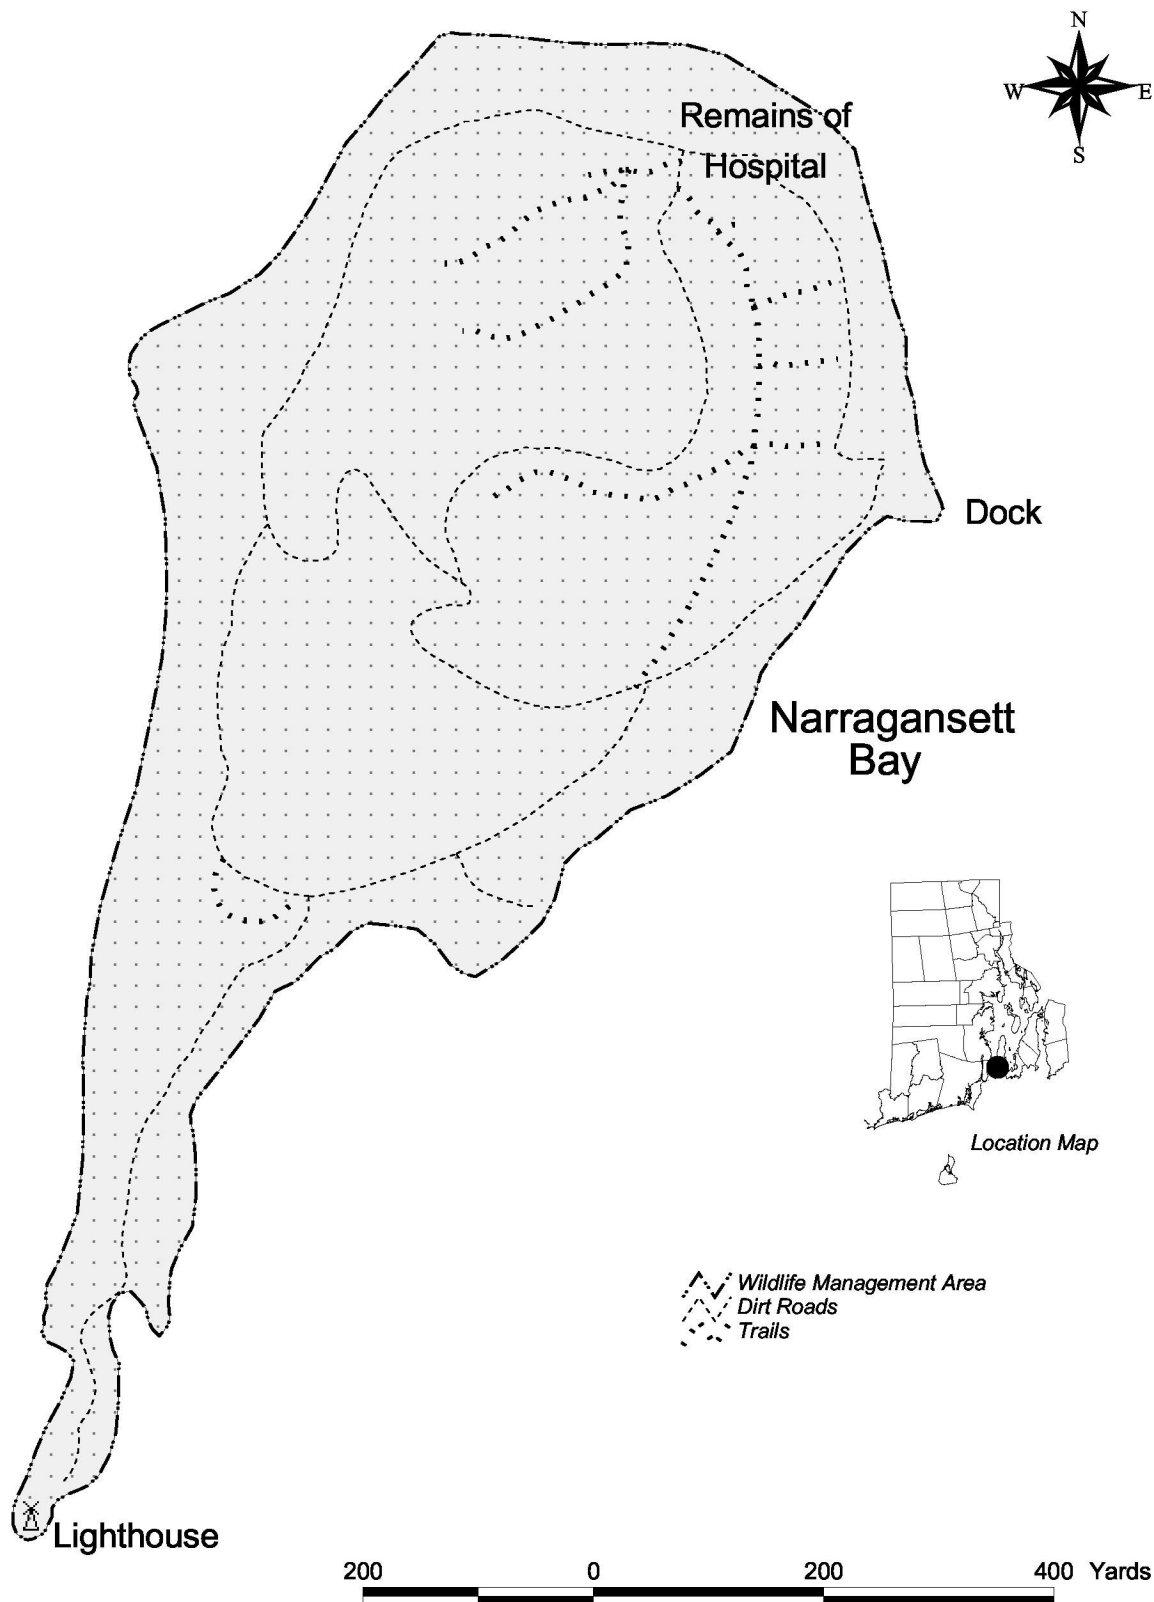 N
W E
S
Remains of
Hospital
Dock
Narragansett
Bay
Location Map
Wildlife Management Area
Dirt Roads
Trails
Lighthouse
200 0 200 400 Yards